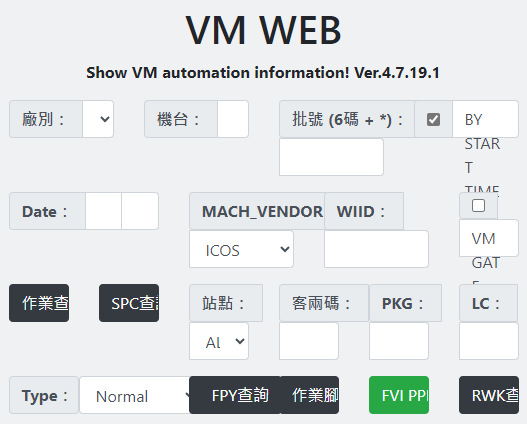 VM WEB
Show VM automation information! Ver.4.7.19.1
廠別：
機台：
批號 (6碼 + *)：
BY
STAR
T
TIME
Date：
MACH_VENDOR
ICOS
WIID：
VM
GAT
作業查
SPC查
站點：
Al
客兩碼：
PKG：
LC：
Type：
Normal
FPY查詢
作業腳
FVI PP
RWK查